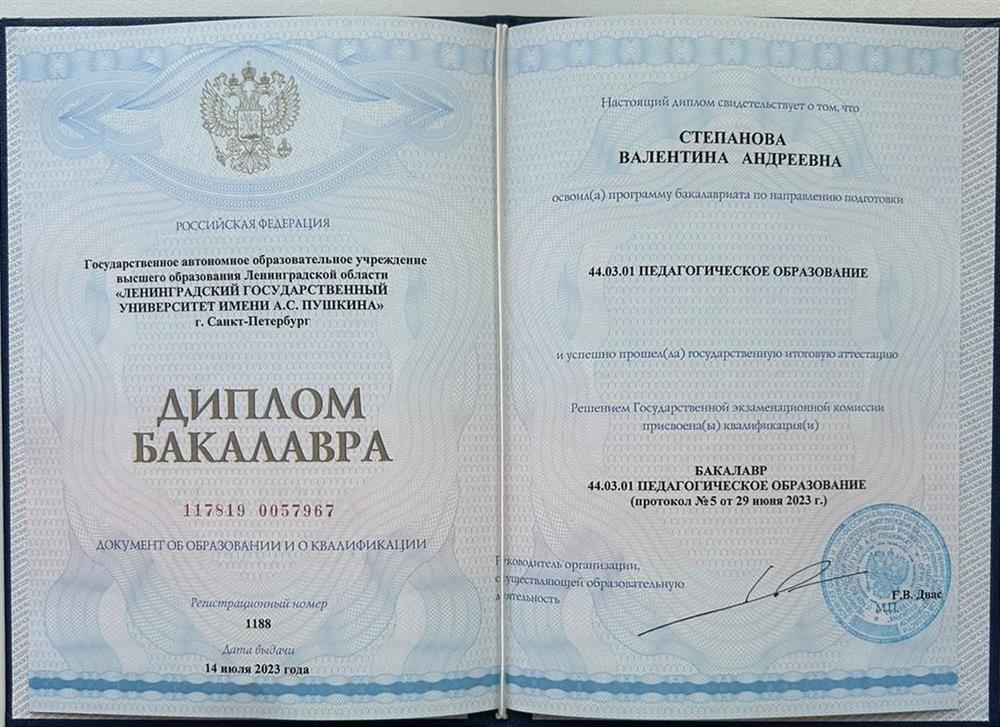 РОССИЙСКАЯ ФЕДЕРАЦИЯ
Государственное автономное образовательное учреждение
высшего образования Ленинградской области
«ЛЕНИНГРАДСКИЙ ГОСУДАРСТВЕННЫЙ
УНИВЕРСИТЕТ ИМЕНИ А.С. ПУШКИНА»
г. Санкт-Петербург
ДИПЛОМ
БАКАЛАВРА
117819 0057967
ДОКУМЕНТ ОБ ОБРАЗОВАНИИ И О КВАЛИФИКАЦИИ
Регистрационный номер
1188
Дата выдачи
14 июля 2023 года
Настоящий диплом свидетельствует о том, что
СТЕПАНОВА
ВАЛЕНТИНА АНДРЕЕВНА
освоил(а) программу бакалавриата по направлению подготовки
44.03.01 ПЕДАГОГИЧЕСКОЕ ОБРАЗОВАНИЕ
и успешно прошел(ла) государственную итоговую аттестацию
Решением Государственной экзаменационной комиссии
присвоена(ы) квалификация(и)
БАКАЛАВР
44.03.01 ПЕДАГОГИЧЕСКОЕ ОБРАЗОВАНИЕ
(протокол №5 от 29 июня 2023 г.)
Руководитель организации,
осуществляющей образовательную
деятельность
Г.В. Двас
М.П.